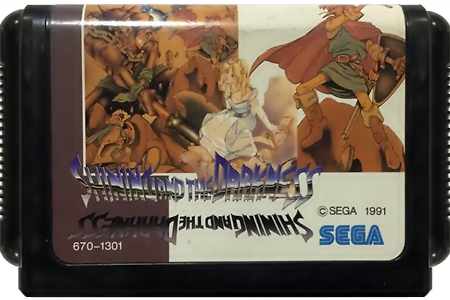 SHINING AND THE DARKNESS
SHINING AND THE DARKNESS
© SEGA 1991
670-1301 SEGA